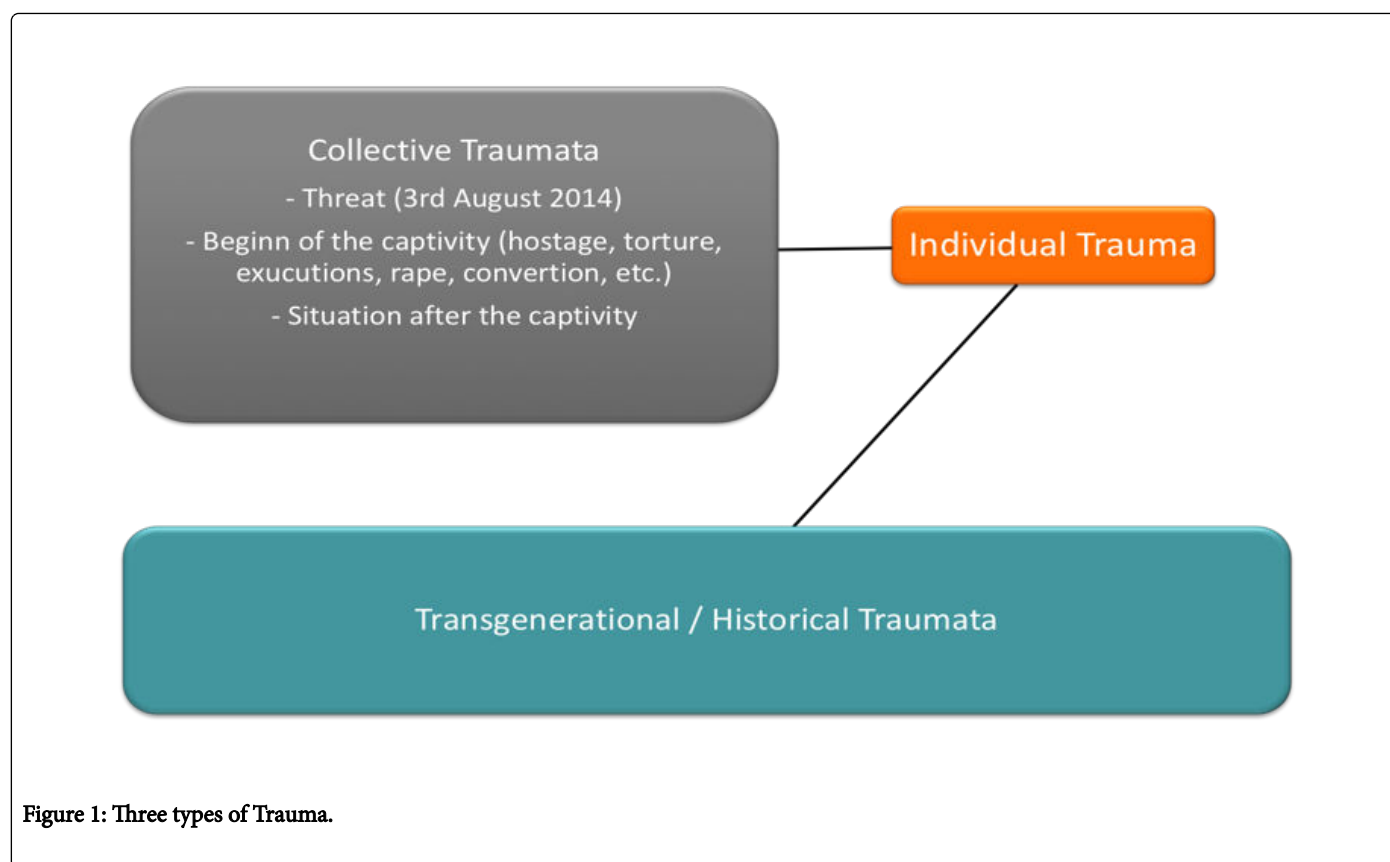 Collective Traumata
- Threat (3rd August 2014)
- Beginn of the captivity (hostage, torture,
exucutions, rape, convertion, etc.)
- Situation after the captivity
Individual Trauma
Transgenerational / Historical Traumata
Figure 1: Three types of Trauma.